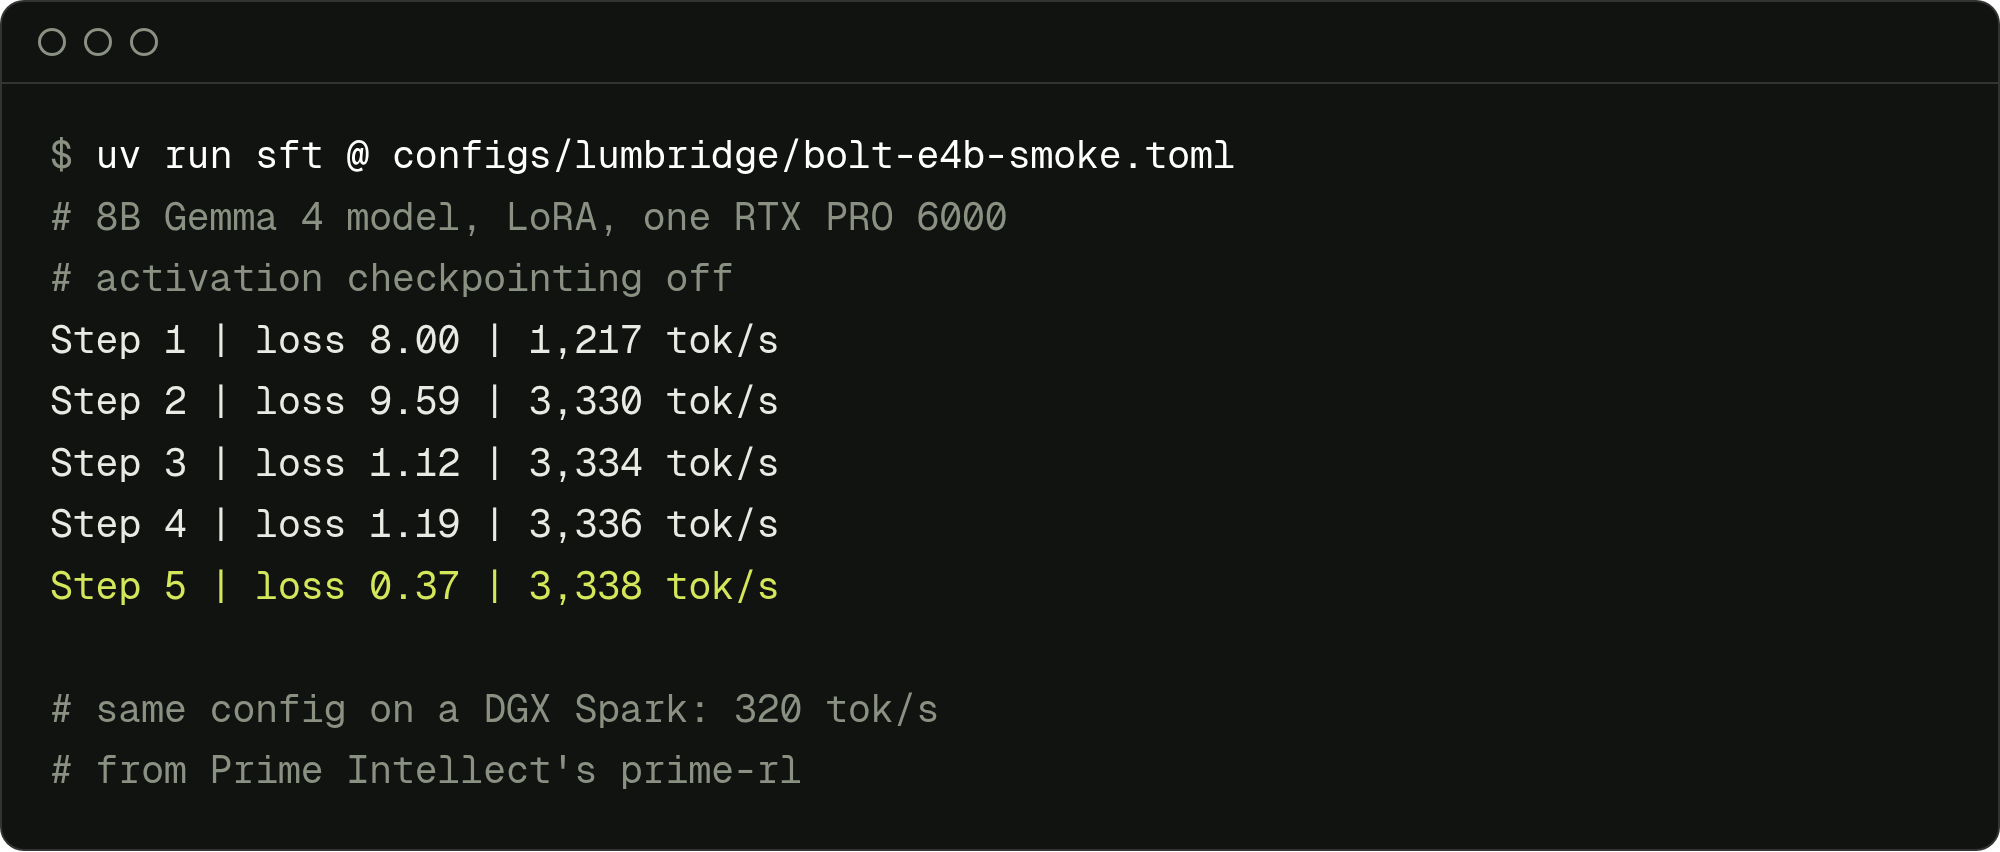 $ uv run sft @ configs/lumbridge/bolt-e4b-smoke.toml
# 8B Gemma 4 model, LoRA, one RTX PRO 6000
# activation checkpointing off
Step 1 | loss 8.00 | 1,217 tok/s
Step 2 | loss 9.59 | 3,330 tok/s
Step 3 | loss 1.12 | 3,334 tok/s
Step 4 | loss 1.19 | 3,336 tok/s
Step 5 | loss 0.37 | 3,338 tok/s
# same config on a DGX Spark: 320 tok/s
# from Prime Intellect's prime-rl